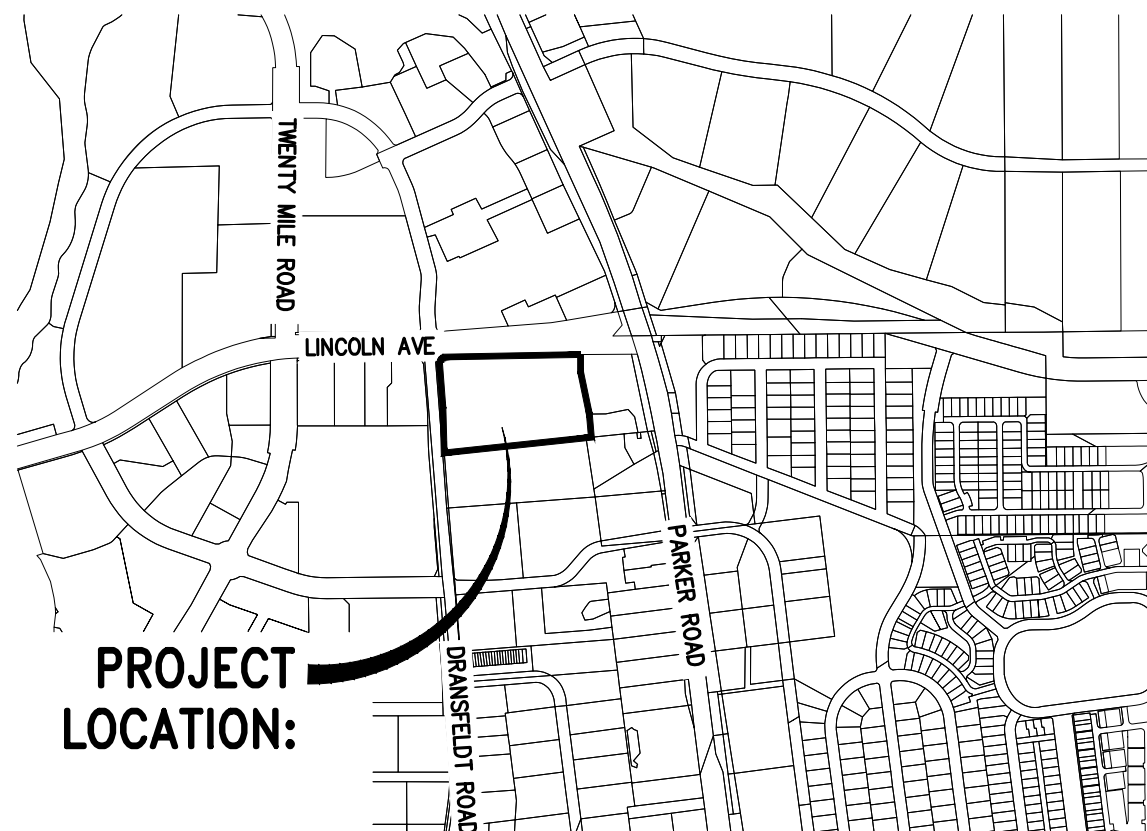 TWENTY MILE ROAD
LINCOLN AVE
PARKER ROAD
PROJECT
LOCATION:
DRANSFELDT ROAD